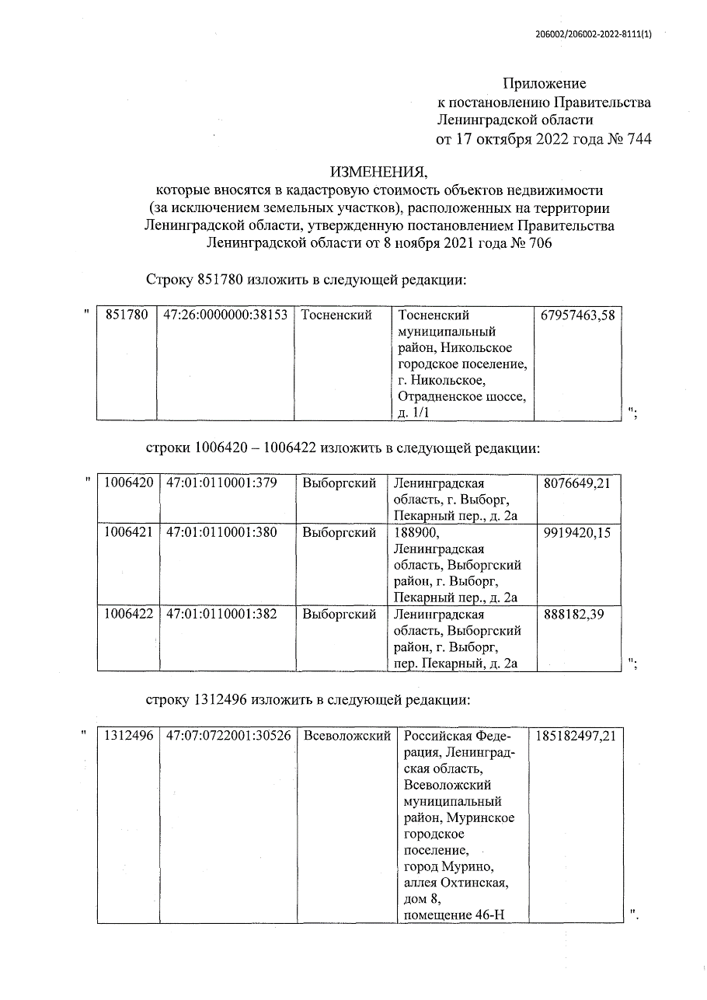 206002/206002-2022-8111(1)
Приложение
к постановлению Правительства
Ленинградской области
от 17 октября 2022 года № 744
ИЗМЕНЕНИЯ,
которые вносятся в кадастровую стоимость объектов недвижимости
(за исключением земельных участков), расположенных на территории
Ленинградской области, утвержденную постановлением Правительства
Ленинградской области от 8 ноября 2021 года № 706
Строку 851780 изложить в следующей редакции:
" 851780 47:26:0000000:38153 Тосненский Тосненский 67957463,58
муниципальный
район, Никольское
городское поселение,
г. Никольское,
Отрадненское шоссе,
д. 1/1 ";
строки 1006420 – 1006422 изложить в следующей редакции:
" 1006420 47:01:0110001:379 Выборгский Ленинградская 8076649,21
область, г. Выборг,
Пекарный пер., д. 2а
1006421 47:01:0110001:380 Выборгский 188900, 9919420,15
Ленинградская
область, Выборгский
район, г. Выборг,
Пекарный пер., д. 2а
1006422 47:01:0110001:382 Выборгский Ленинградская 888182,39
область, Выборгский
район, г. Выборг,
пер. Пекарный, д. 2а ";
строку 1312496 изложить в следующей редакции:
" 1312496 47:07:0722001:30526 Всеволожский Российская Феде- 185182497,21
рация, Ленинград-
ская область,
Всеволожский
муниципальный
район, Муринское
городское
поселение,
город Мурино,
аллея Охтинская,
дом 8,
помещение 46-Н ".